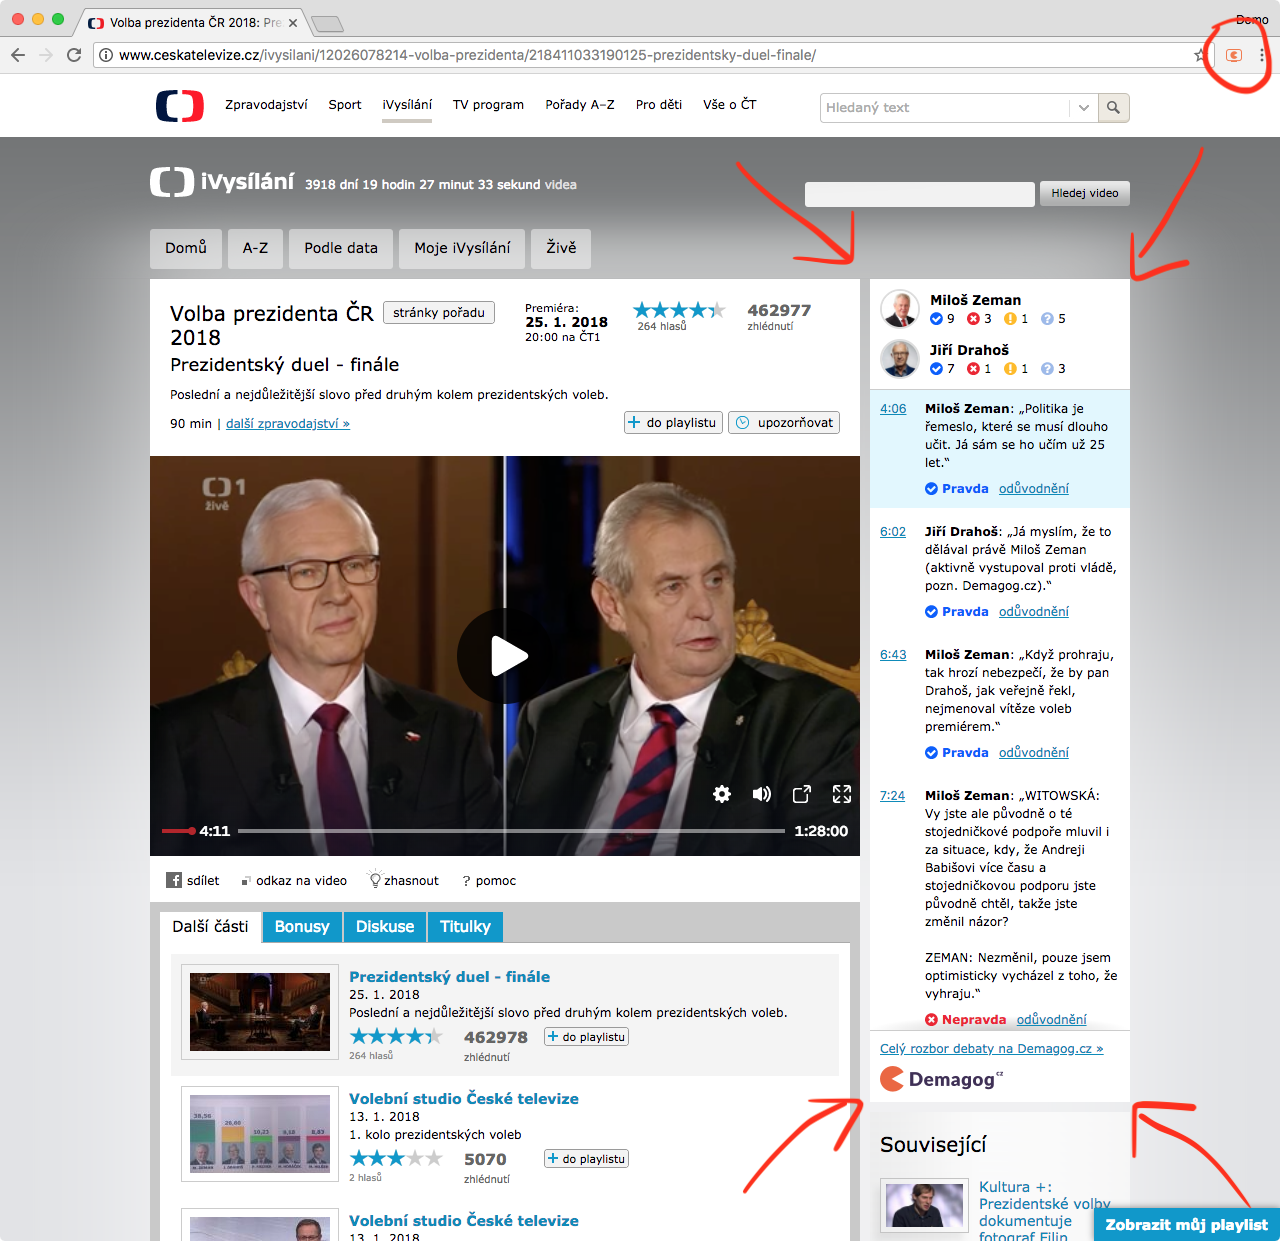 Volba prezidenta ČR 2018: Pre
Demo
www.ceskatelevize.cz/ivysilani/12026078214-volba-prezidenta/218411033190125-prezidentsky-duel-finale/
Zpravodajství Sport iVysílání TV program Pořady A–Z Pro děti Vše o ČT
Hledaný text
iVysílání 3918 dní 19 hodin 27 minut 33 sekund videa
Hledej video
Domů A-Z Podle data Moje iVysílání Živě
Volba prezidenta ČR 2018
stránky pořadu
Prezidentský duel - finále
Poslední a nejdůležitější slovo před druhým kolem prezidentských voleb.
90 min | další zpravodajství »
Premiéra:
25. 1. 2018
20:00 na ČT1
264 hlasů
462977
zhlédnutí
do playlistu
upozorňovat
1
živě
4:11
1:28:00
sdílet odkaz na video zhasnout ? pomoc
Další části Bonusy Diskuse Titulky
Prezidentský duel - finále
25. 1. 2018
Poslední a nejdůležitější slovo před druhým kolem prezidentských voleb.
264 hlasů
462978
zhlédnutí
do playlistu
Volební studio České televize
13. 1. 2018
1. kolo prezidentských voleb
2 hlasů
5070
zhlédnutí
do playlistu
Volební studio České televize
13. 1. 2018
Miloš Zeman
9 3 1 5
Jiří Drahoš
7 1 1 3
4:06 Miloš Zeman: „Politika je
řemeslo, které se musí dlouho
učit. Já sám se ho učím už 25
let.“
Pravda odůvodnění
6:02 Jiří Drahoš: „Já myslím, že to
dělával právě Miloš Zeman
(aktivně vystupoval proti vládě,
pozn. Demagog.cz).“
Pravda odůvodnění
6:43 Miloš Zeman: „Když prohraju,
tak hrozí nebezpečí, že by pan
Drahoš, jak veřejně řekl,
nejmenoval vítěze voleb
premiérem.“
Pravda odůvodnění
7:24 Miloš Zeman: „WITOWSKÁ:
Vy jste ale původně o té
stojedničkové podpoře mluvil i
za situace, kdy, že Andreji
Babišovi více času a
stojedničkovou podporu jste
původně chtěl, takže jste
změnil názor?
ZEMAN: Nezměnil, pouze jsem
optimisticky vycházel z toho, že
vyhraju.“
Nepravda odůvodnění
Celý rozbor debaty na Demagog.cz »
Demagog cz
Související
Kultura +:
Prezidentské volby
dokumentuje
fotograf Filip
Zobrazit můj playlist